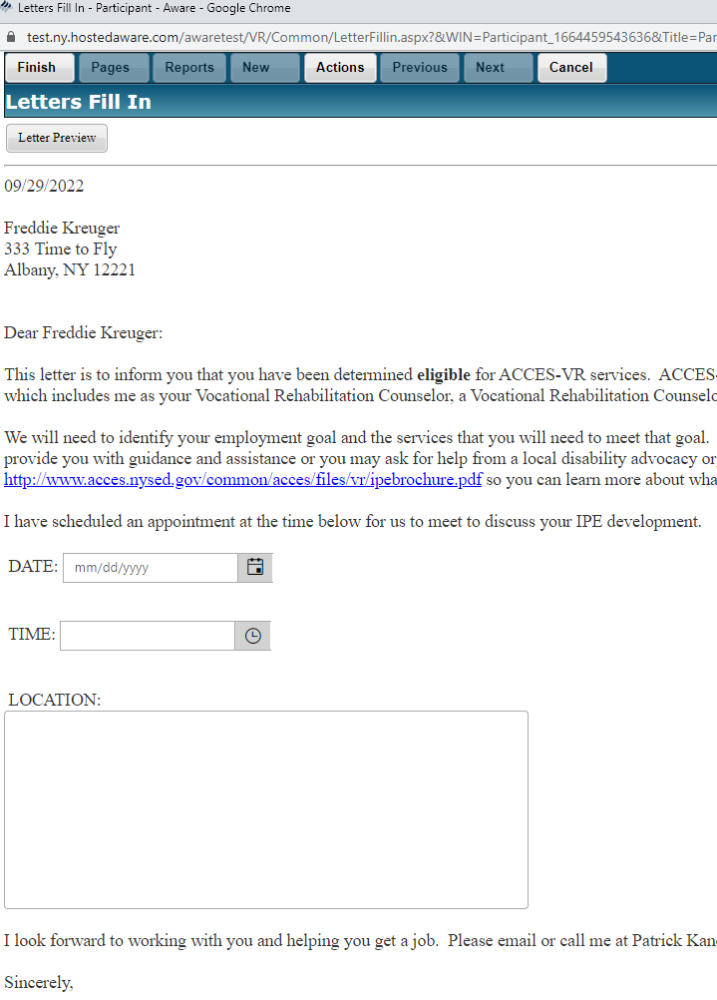 Letters Fill In - Participant - Aware - Google Chrome
test.ny.hostedaware.com/awaretest/VR/Common/LetterFillin.aspx?&WIN=Participant_1664459543636&Title=Par
Finish Pages Reports New Actions Previous Next Cancel
Letters Fill In
Letter Preview
09/29/2022
Freddie Kreuger
333 Time to Fly
Albany, NY 12221
Dear Freddie Kreuger:
This letter is to inform you that you have been determined eligible for ACCES-VR services. ACCES-
which includes me as your Vocational Rehabilitation Counselor, a Vocational Rehabilitation Counselo
We will need to identify your employment goal and the services that you will need to meet that goal.
provide you with guidance and assistance or you may ask for help from a local disability advocacy or
http://www.acces.nysed.gov/common/acces/files/vr/ipebrochure.pdf so you can learn more about wha
I have scheduled an appointment at the time below for us to meet to discuss your IPE development.
DATE: mm/dd/yyyy
TIME:
LOCATION:
I look forward to working with you and helping you get a job. Please email or call me at Patrick Kan
Sincerely,